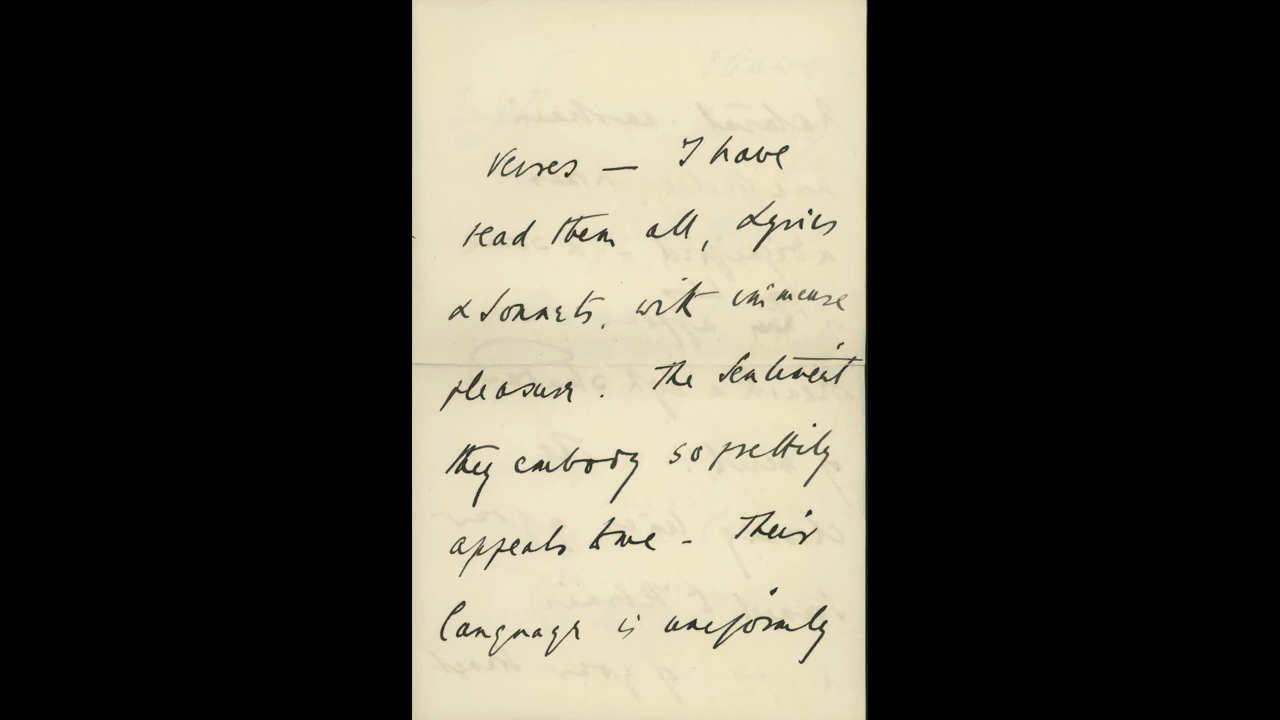 verses — I have
read them all, Lyrics
& Sonnets, with immense
pleasure. The Sentiment
they embody so prettily
appeals to me - Their
language is uniformly